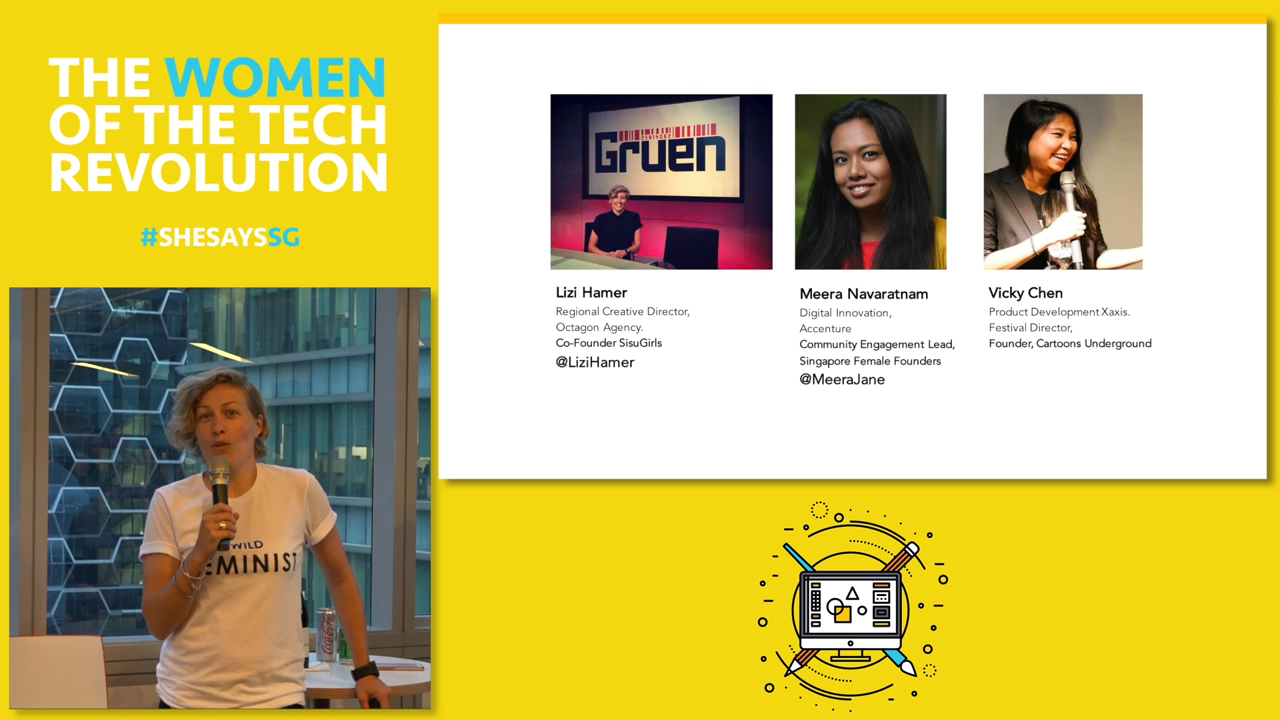 THE WOMEN
OF THE TECH
REVOLUTION
#SHESAYSSG
Gruen
Lizi Hamer
Regional Creative Director,
Octagon Agency.
Co-Founder SisuGirls
@LiziHamer
Meera Navaratnam
Digital Innovation,
Accenture
Community Engagement Lead,
Singapore Female Founders
@MeeraJane
Vicky Chen
Product Development Xaxis.
Festival Director,
Founder, Cartoons Underground
WILD
EMINIST
Coca-Cola